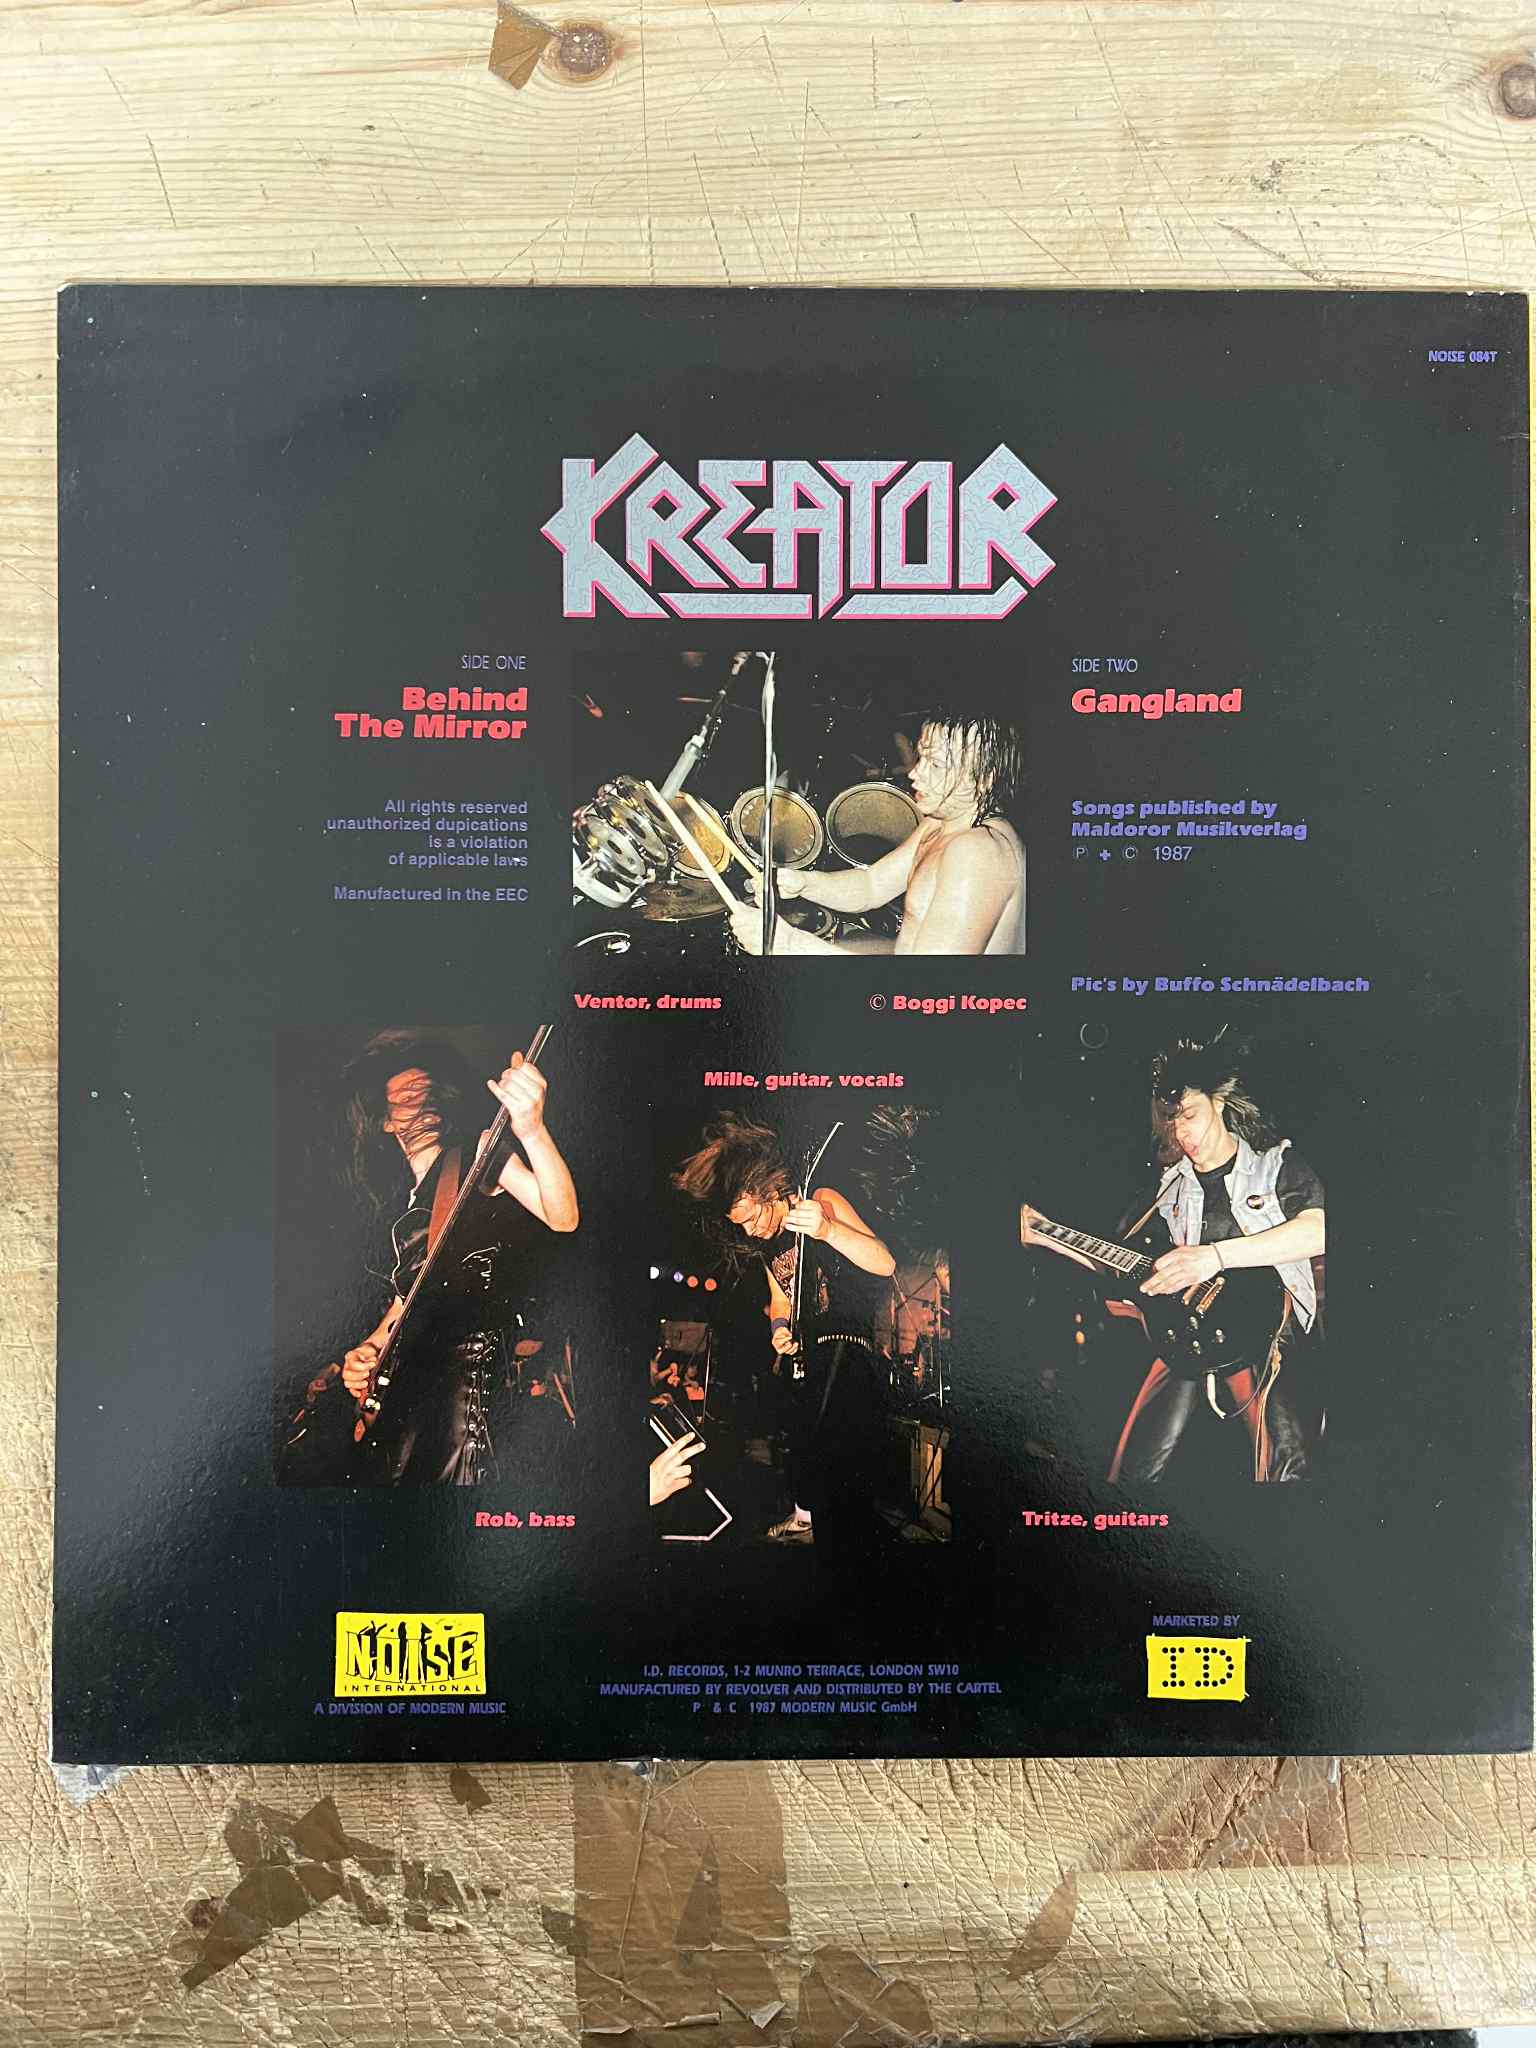 NOISE 084T
KREATOR
SIDE ONE
Behind
The Mirror
All rights reserved
unauthorized dupications
is a violation
of applicable laws
Manufactured in the EEC
SIDE TWO
Gangland
Songs published by
Maldoror Musikverlag
Ⓟ + © 1987
Pic's by Buffo Schnädelbach
Ventor, drums
© Boggi Kopec
Mille, guitar, vocals
Rob, bass
Tritze, guitars
NOISE
INTERNATIONAL
A DIVISION OF MODERN MUSIC
I.D. RECORDS, 1-2 MUNRO TERRACE, LONDON SW10
MANUFACTURED BY REVOLVER AND DISTRIBUTED BY THE CARTEL
P & C 1987 MODERN MUSIC GmbH
MARKETED BY
ID